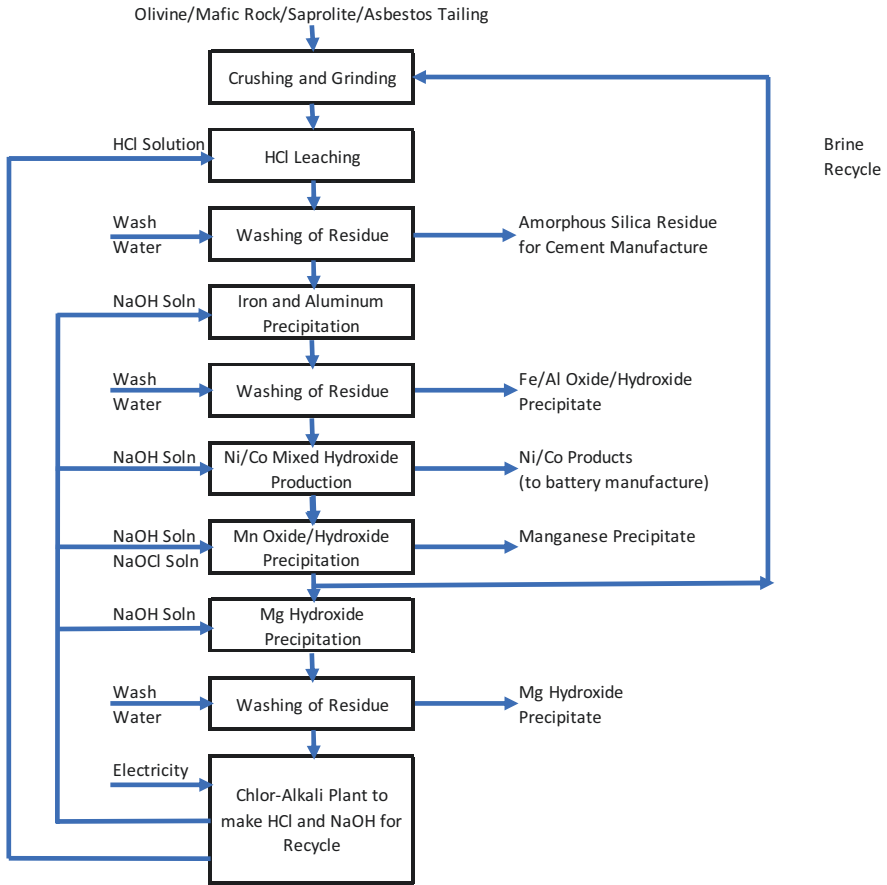 Olivine/Mafic Rock/Saprolite/Asbestos Tailing
Crushing and Grinding
HCl Solution
HCl Leaching
Brine
Recycle
Wash
Water
Washing of Residue
Amorphous Silica Residue
for Cement Manufacture
NaOH Soln
Iron and Aluminum
Precipitation
Wash
Water
Washing of Residue
Fe/Al Oxide/Hydroxide
Precipitate
NaOH Soln
Ni/Co Mixed Hydroxide
Production
Ni/Co Products
(to battery manufacture)
NaOH Soln
NaOCl Soln
Mn Oxide/Hydroxide
Precipitation
Manganese Precipitate
NaOH Soln
Mg Hydroxide
Precipitation
Wash
Water
Washing of Residue
Mg Hydroxide
Precipitate
Electricity
Chlor-Alkali Plant to
make HCl and NaOH for
Recycle